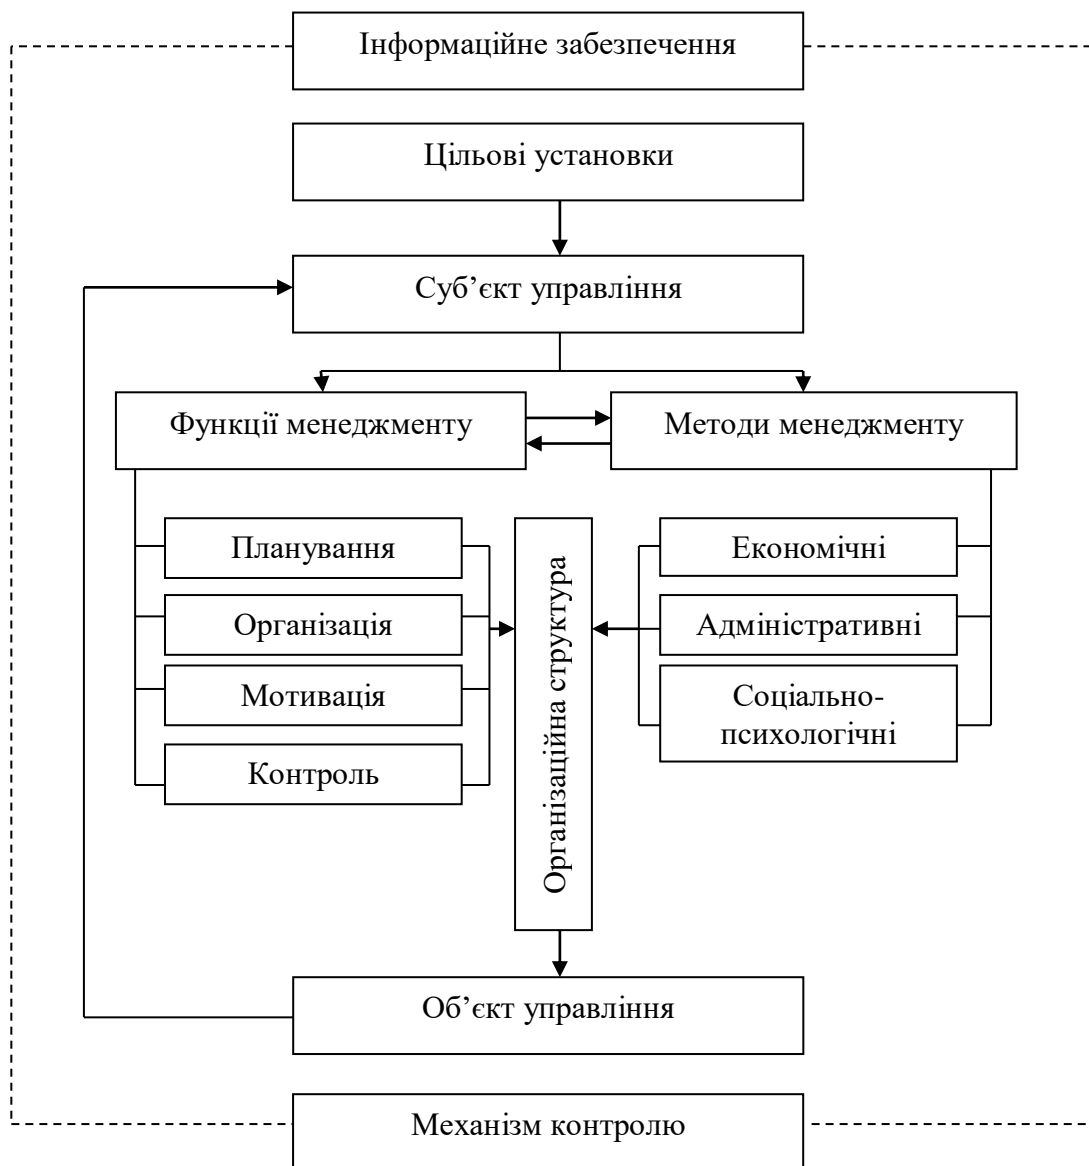 Інформаційне забезпечення
Цільові установки
Суб’єкт управління
Функції менеджменту
Методи менеджменту
Планування
Організація
Мотивація
Контроль
Організаційна структура
Економічні
Адміністративні
Соціально-
психологічні
Об’єкт управління
Механізм контролю